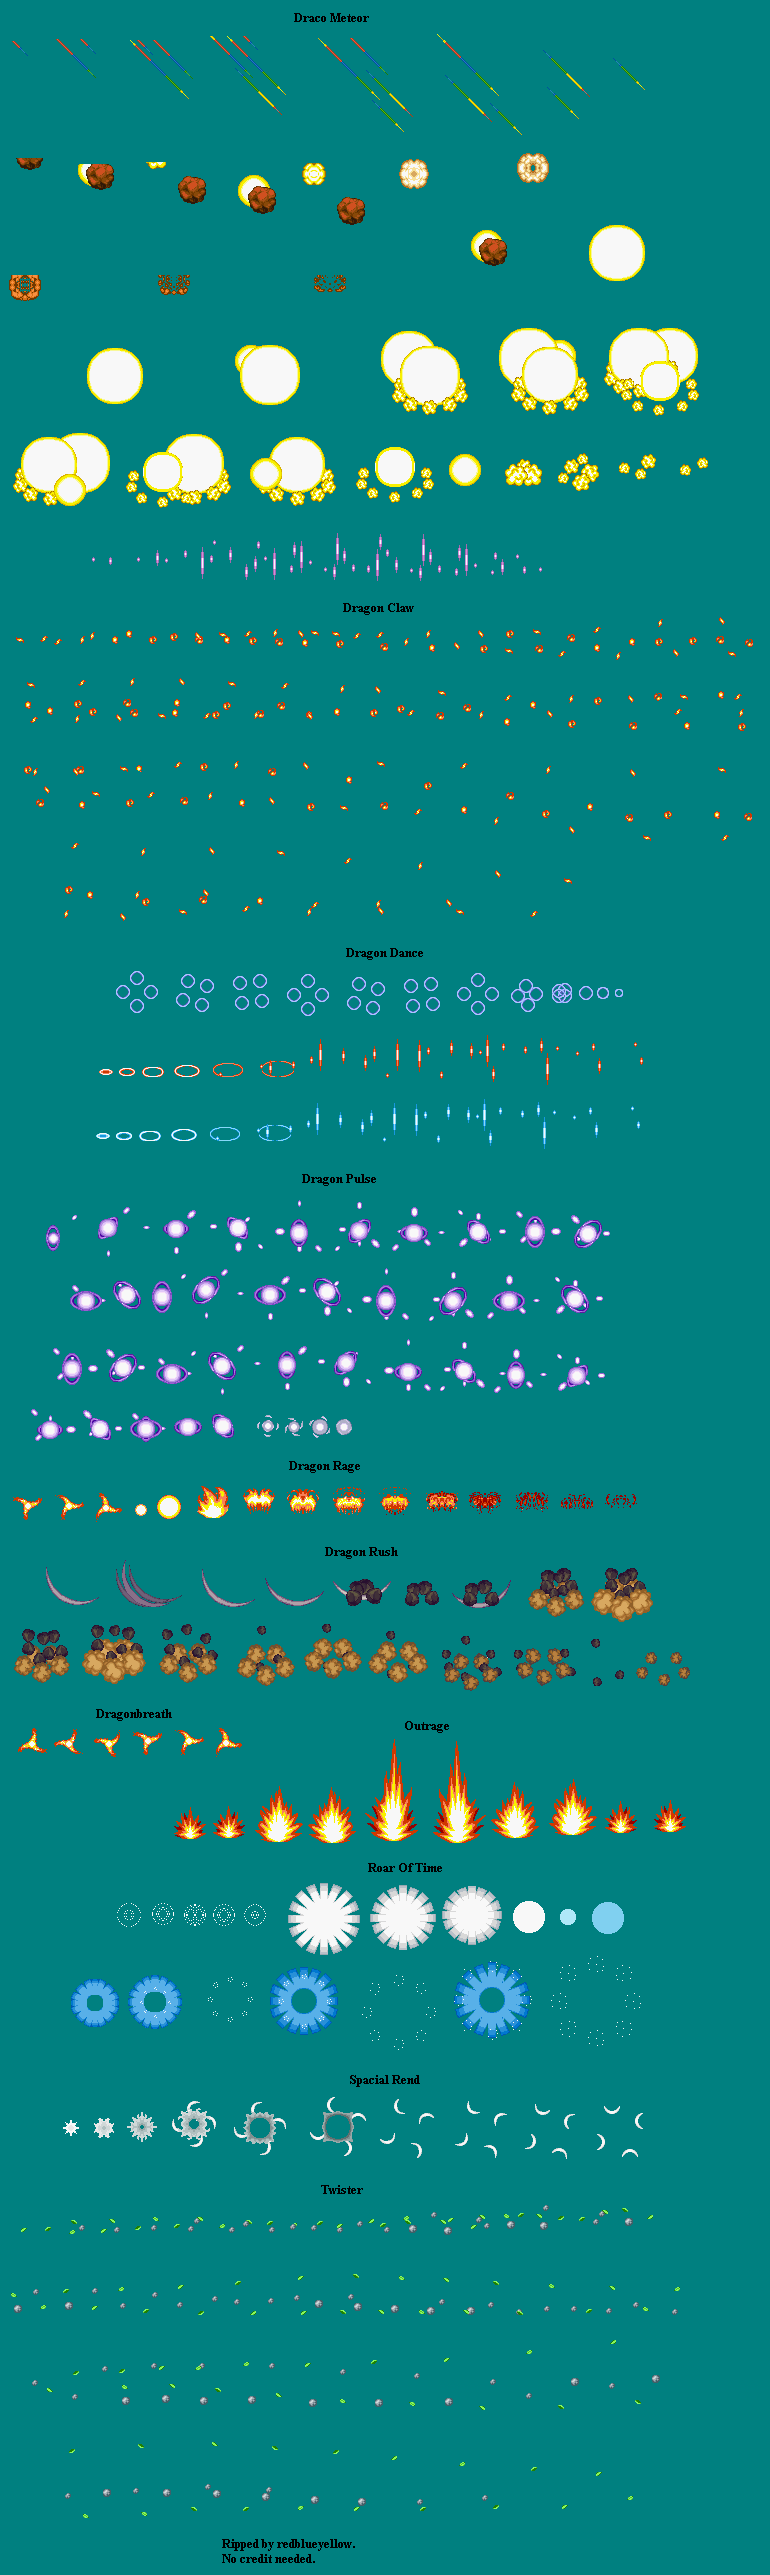 Draco Meteor
Dragon Claw
Dragon Dance
Dragon Pulse
Dragon Rage
Dragon Rush
Dragonbreath
Outrage
Roar Of Time
Spacial Rend
Twister
Ripped by redblueyellow.
No credit needed.